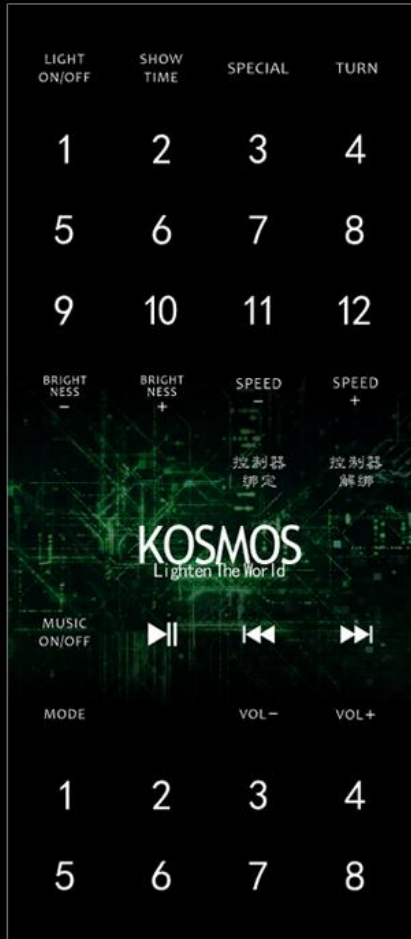 LIGHT SHOW SPECIAL TURN
ON/OFF TIME
1 2 3 4
5 6 7 8
9 10 11 12
BRIGHT BRIGHT SPEED SPEED
NESS NESS - +
- +
控制器 控制器
绑定 解绑
KOSMOS
Lighten The World
MUSIC
ON/OFF
MODE VOL- VOL+
1 2 3 4
5 6 7 8